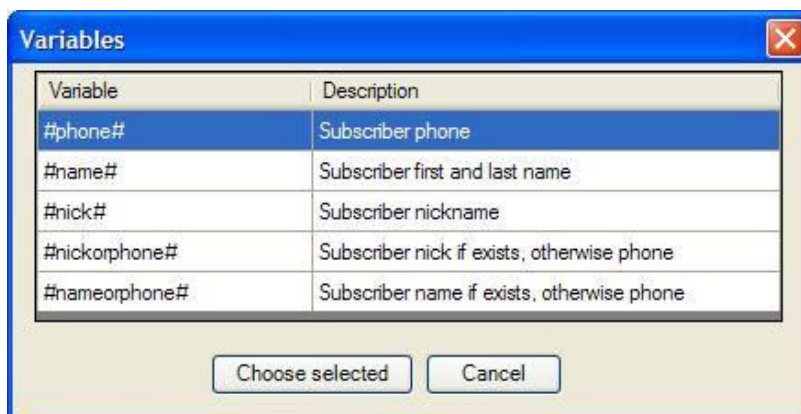 Variables
Variable Description
#phone# Subscriber phone
#name# Subscriber first and last name
#nick# Subscriber nickname
#nickorphone# Subscriber nick if exists, otherwise phone
#nameorphone# Subscriber name if exists, otherwise phone
Choose selected Cancel